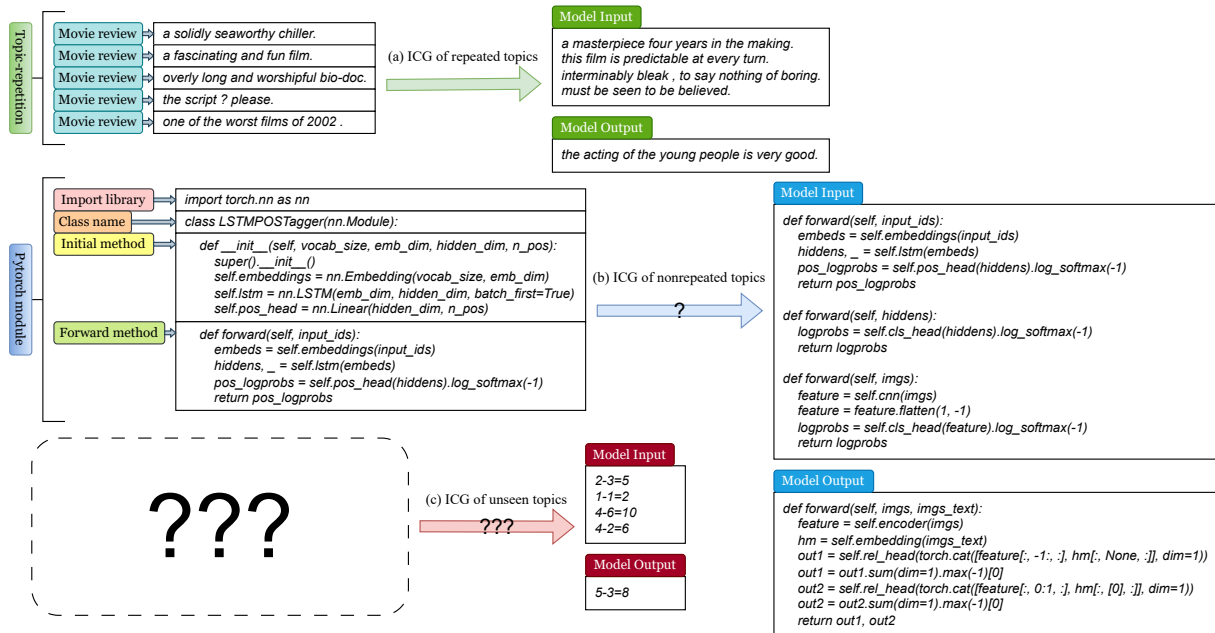 Topic-repetition
Movie review
a solidly seaworthy chiller.
Movie review
a fascinating and fun film.
Movie review
overly long and worshipful bio-doc.
Movie review
the script ? please.
Movie review
one of the worst films of 2002 .
(a) ICG of repeated topics
Model Input
a masterpiece four years in the making.
this film is predictable at every turn.
interminably bleak , to say nothing of boring.
must be seen to be believed.
Model Output
the acting of the young people is very good.
Pytorch module
Import library
import torch.nn as nn
Class name
class LSTMPOSTagger(nn.Module):
Initial method
def __init__(self, vocab_size, emb_dim, hidden_dim, n_pos):
super().__init__()
self.embeddings = nn.Embedding(vocab_size, emb_dim)
self.lstm = nn.LSTM(emb_dim, hidden_dim, batch_first=True)
self.pos_head = nn.Linear(hidden_dim, n_pos)
Forward method
def forward(self, input_ids):
embeds = self.embeddings(input_ids)
hiddens, _ = self.lstm(embeds)
pos_logprobs = self.pos_head(hiddens).log_softmax(-1)
return pos_logprobs
(b) ICG of nonrepeated topics
?
Model Input
def forward(self, input_ids):
embeds = self.embeddings(input_ids)
hiddens, _ = self.lstm(embeds)
pos_logprobs = self.pos_head(hiddens).log_softmax(-1)
return pos_logprobs
def forward(self, hiddens):
logprobs = self.cls_head(hiddens).log_softmax(-1)
return logprobs
def forward(self, imgs):
feature = self.cnn(imgs)
feature = feature.flatten(1, -1)
logprobs = self.cls_head(feature).log_softmax(-1)
return logprobs
Model Output
def forward(self, imgs, imgs_text):
feature = self.encoder(imgs)
hm = self.embedding(imgs_text)
out1 = self.rel_head(torch.cat([feature[:, -1:, :], hm[:, None, :]], dim=1))
out1 = out1.sum(dim=1).max(-1)[0]
out2 = self.rel_head(torch.cat([feature[:, 0:1, :], hm[:, [0], :]], dim=1))
out2 = out2.sum(dim=1).max(-1)[0]
return out1, out2
???
(c) ICG of unseen topics
???
Model Input
2-3=5
1-1=2
4-6=10
4-2=6
Model Output
5-3=8